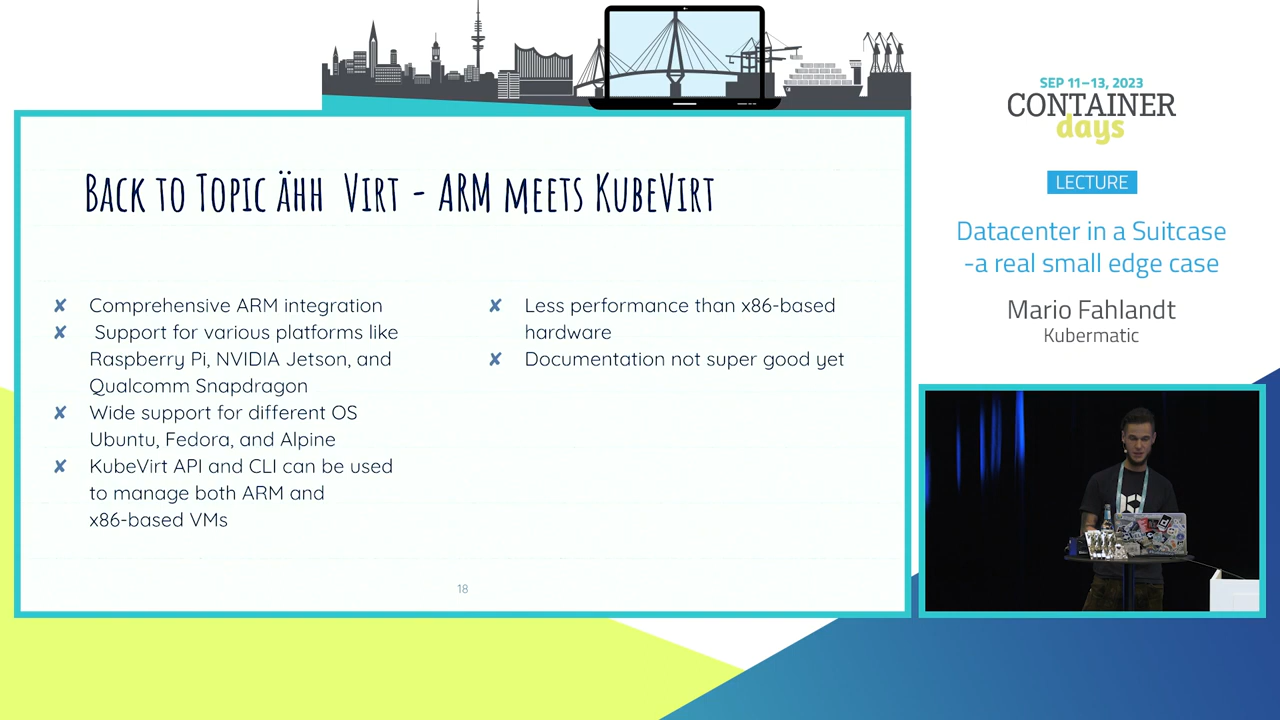 SEP 11–13, 2023
CONTAINER
days
LECTURE
Datacenter in a Suitcase
-a real small edge case
Mario Fahlandt
Kubermatic
Back to Topic ähh Virt - ARM meets KubeVirt
✘ Comprehensive ARM integration
✘ Support for various platforms like
Raspberry Pi, NVIDIA Jetson, and
Qualcomm Snapdragon
✘ Wide support for different OS
Ubuntu, Fedora, and Alpine
✘ KubeVirt API and CLI can be used
to manage both ARM and
x86-based VMs
✘ Less performance than x86-based
hardware
✘ Documentation not super good yet
18